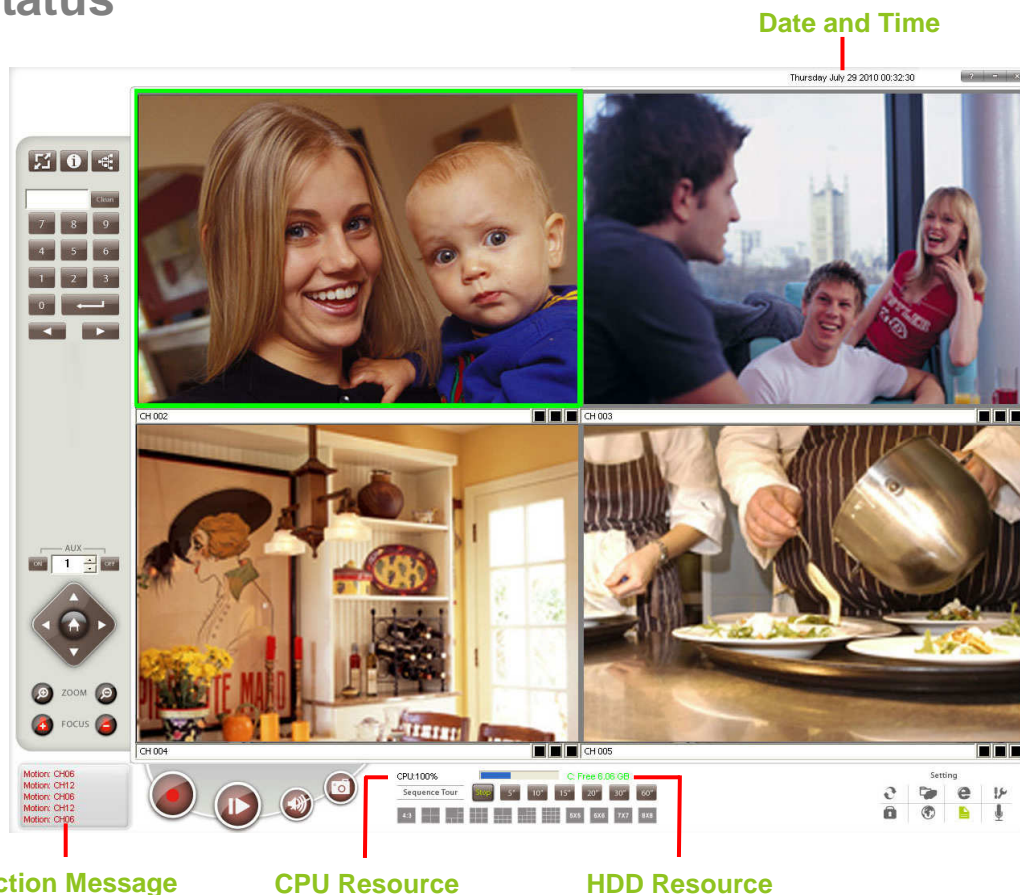 tatus
Date and Time
Thursday July 29 2010 00:32:30
? – ×
i
Clean
7 8 9
4 5 6
1 2 3
0
AUX
ON 1 OFF
ZOOM
FOCUS
CH 002
CH 003
CH 004
CH 005
Motion: CH06
Motion: CH12
Motion: CH06
Motion: CH12
Motion: CH06
CPU:100% C: Free 6.06 GB
Sequence Tour Stop 5" 10" 15" 20" 30" 60"
4:3 5X5 6X6 7X7 8X8
Setting
ction Message
CPU Resource
HDD Resource